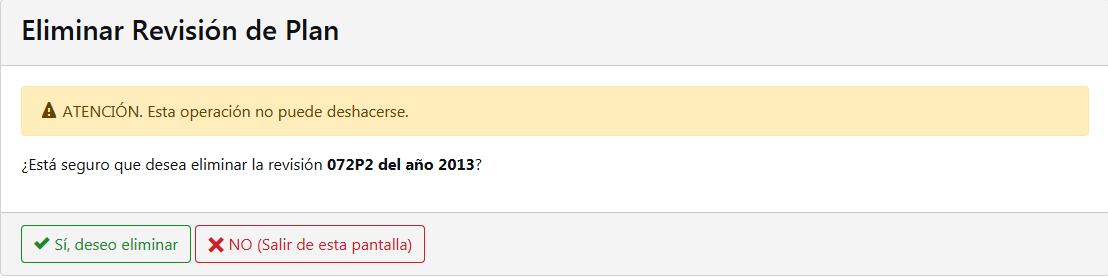 Eliminar Revisión de Plan
ATENCIÓN. Esta operación no puede deshacerse.
¿Está seguro que desea eliminar la revisión 072P2 del año 2013?
Sí, deseo eliminar
NO (Salir de esta pantalla)